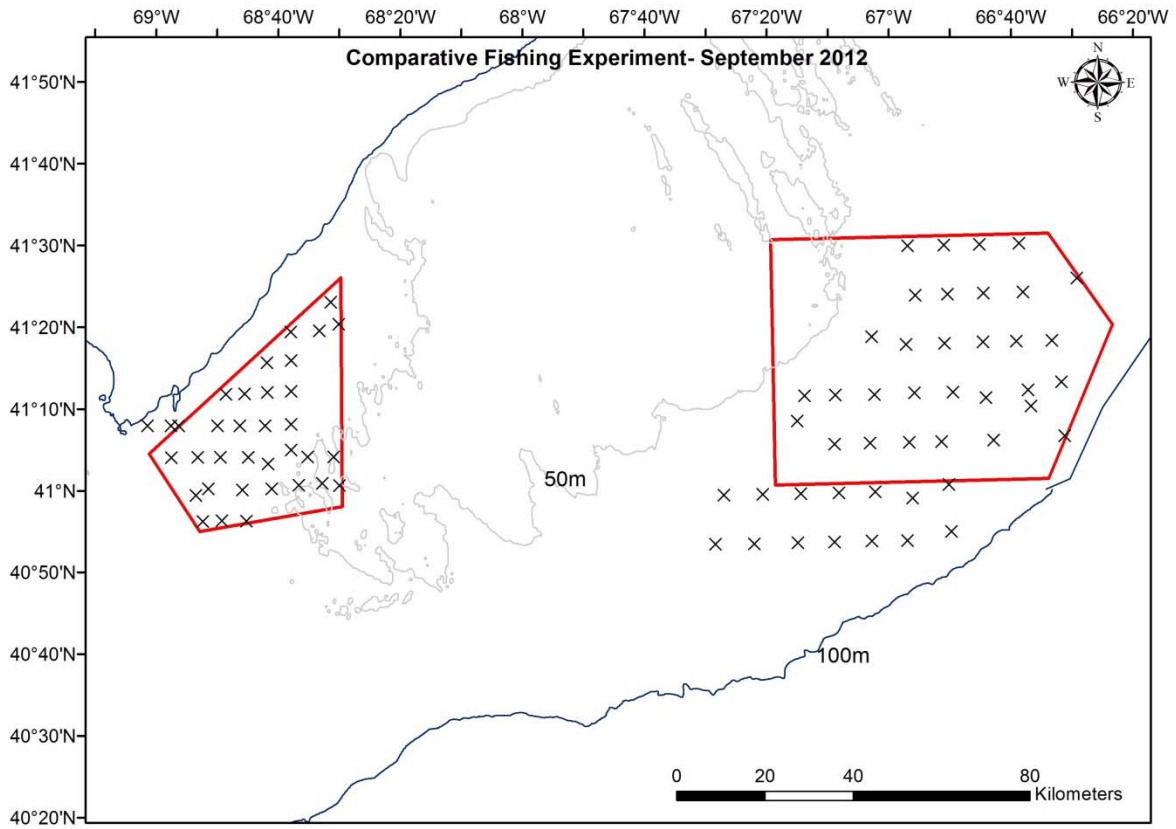 69°W 68°40'W 68°20'W 68°W 67°40'W 67°20'W 67°W 66°40'W 66°20'W
Comparative Fishing Experiment- September 2012
N
W E
S
41°50'N
41°40'N
41°30'N
41°20'N
41°10'N
41°N
50m
40°50'N
40°40'N
100m
40°30'N
0 20 40 80
Kilometers
40°20'N